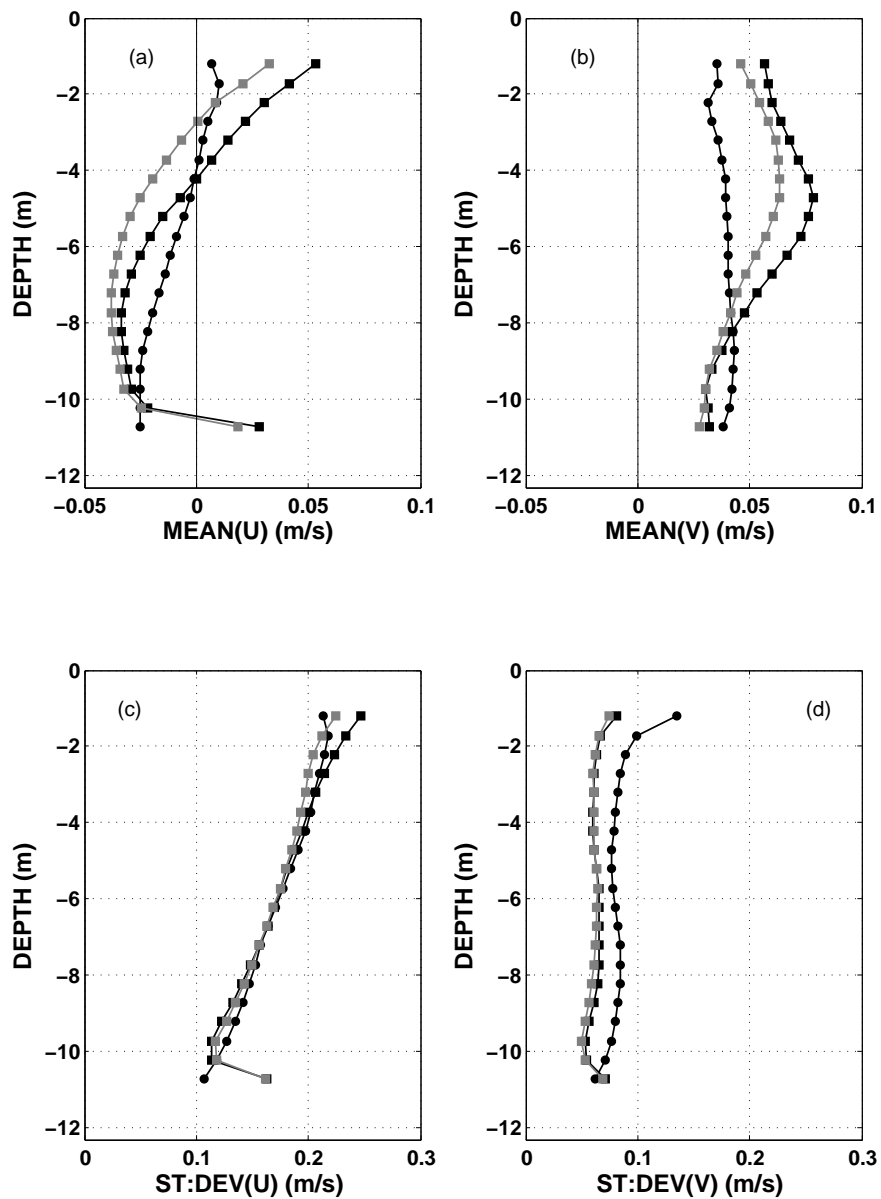 0
−2
−4
−6
−8
−10
−12
DEPTH (m)
(a)
−0.05 0 0.05 0.1
MEAN(U) (m/s)
0
−2
−4
−6
−8
−10
−12
DEPTH (m)
(b)
−0.05 0 0.05 0.1
MEAN(V) (m/s)
0
−2
−4
−6
−8
−10
−12
DEPTH (m)
(c)
0 0.1 0.2 0.3
ST:DEV(U) (m/s)
0
−2
−4
−6
−8
−10
−12
DEPTH (m)
(d)
0 0.1 0.2 0.3
ST:DEV(V) (m/s)